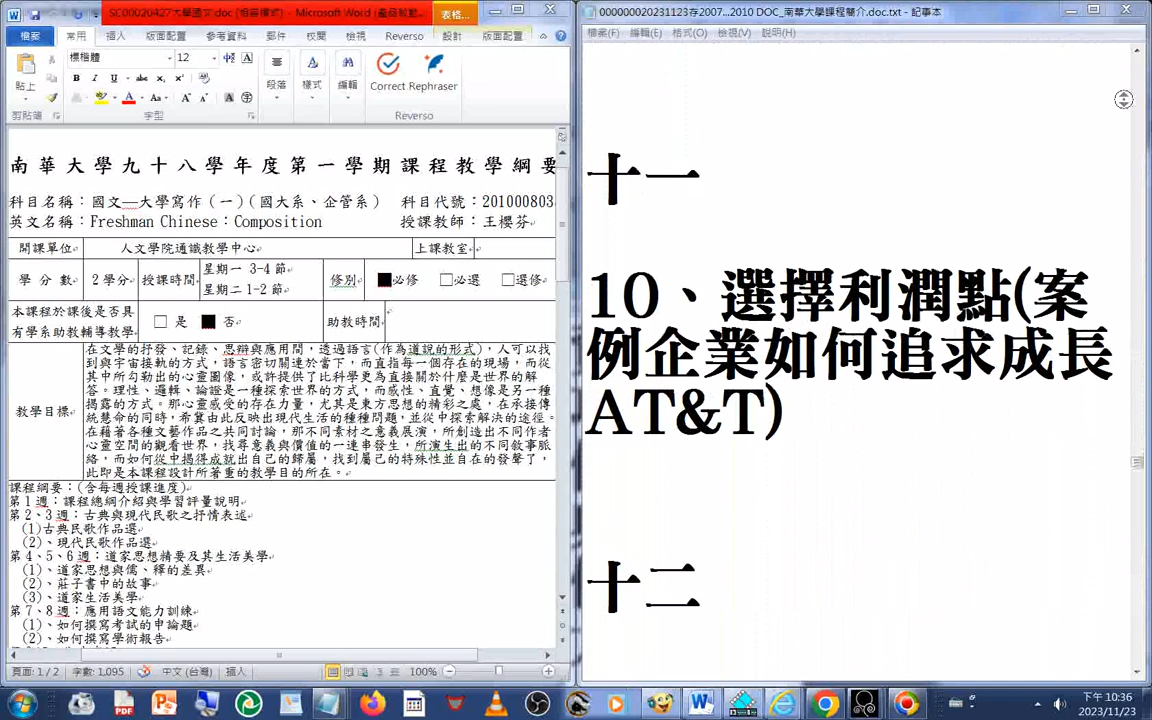 SC00020427大學國文.doc (相容模式) - Microsoft Word (產品啟動...
表格...
檔案 常用 插入 版面配置 參考資料 郵件 校閱 檢視 Reverso 設計 版面配置
標楷體 12
貼上 段落 樣式 編輯 Correct Rephraser
剪貼簿 字型 Reverso
南華大學九十八學年度第一學期課程教學綱要
科目名稱：國文—大學寫作(一)(國大系、企管系) 科目代號：201000803
英文名稱：Freshman Chinese：Composition 授課教師：王櫻芬
開課單位 人文學院通識教學中心 上課教室
學分數 2學分 授課時間 星期一 3-4節 修別 ■必修 □必選 □選修
星期二1-2節
本課程於課後是否具 □ 是 ■ 否 助教時間
有學系助教輔導教學
教學目標
在文學的抒發、記錄、思辯與應用間，透過語言(作為道說的形式)，人可以找
到與宇宙接軌的方式，語言密切關連於當下，而直指每一個存在的現場，而從
其中所勾勒出的心靈圖像，或許提供了比科學更為直接關於什麼是世界的解
答。理性、邏輯、論證是一種探索世界的方式，而感性、直覺、想像是另一種
揭露的方式。那心靈感受的存在力量，尤其是東方思想的精彩之處，在承接傳
統慧命的同時，希冀由此反映出現代生活的種種問題，並從中探索解決的途徑。
在藉著各種文藝作品之共同討論，那不同素材之意義展演，所創造出不同作者
心靈空間的觀看世界，找尋意義與價值的一連串發生，所演生出的不同敘事脈
絡，而如何從中揭得成就出自己的歸屬，找到屬己的特殊性並自在的發聲了，
此即是本課程設計所著重的教學目的所在。
課程綱要：(含每週授課進度)
第1週：課程總綱介紹與學習評量說明
第2、3週：古典與現代民歌之抒情表述
(1)古典民歌作品選
(2)、現代民歌作品選
第4、5、6週：道家思想精要及其生活美學
(1)、道家思想與儒、釋的差異
(2)、莊子書中的故事
(3)、道家生活美學
第7、8週：應用語文能力訓練
(1)、如何撰寫考試的申論題
(2)、如何撰寫學術報告
頁面: 1 / 2 字數: 1,095 中文 (台灣) 插入 100%
000000020231123存2007...2010 DOC_南華大學課程簡介.doc.txt - 記事本
檔案(F) 編輯(E) 格式(O) 檢視(V) 說明(H)
十一
10、選擇利潤點(案
例企業如何追求成長
AT&T)
十二
下午 10:36
2023/11/23